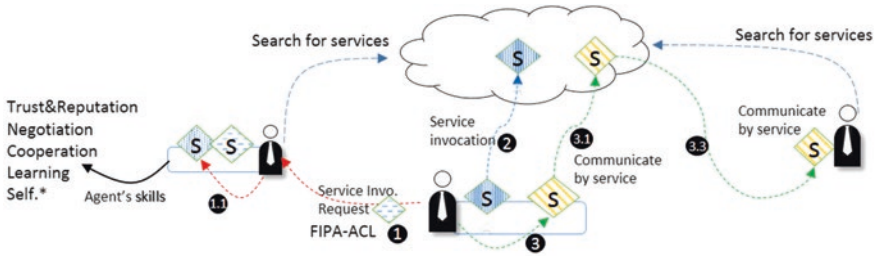 Search for services
Search for services
S
S
Trust&Reputation
Negotiation
Cooperation
Learning
Self.*
Agent's skills
S
S
1.1
Service Invo.
Request
FIPA-ACL
1
Service
invocation
2
S
S
3
3.1
Communicate
by service
3.3
Communicate
by service
S